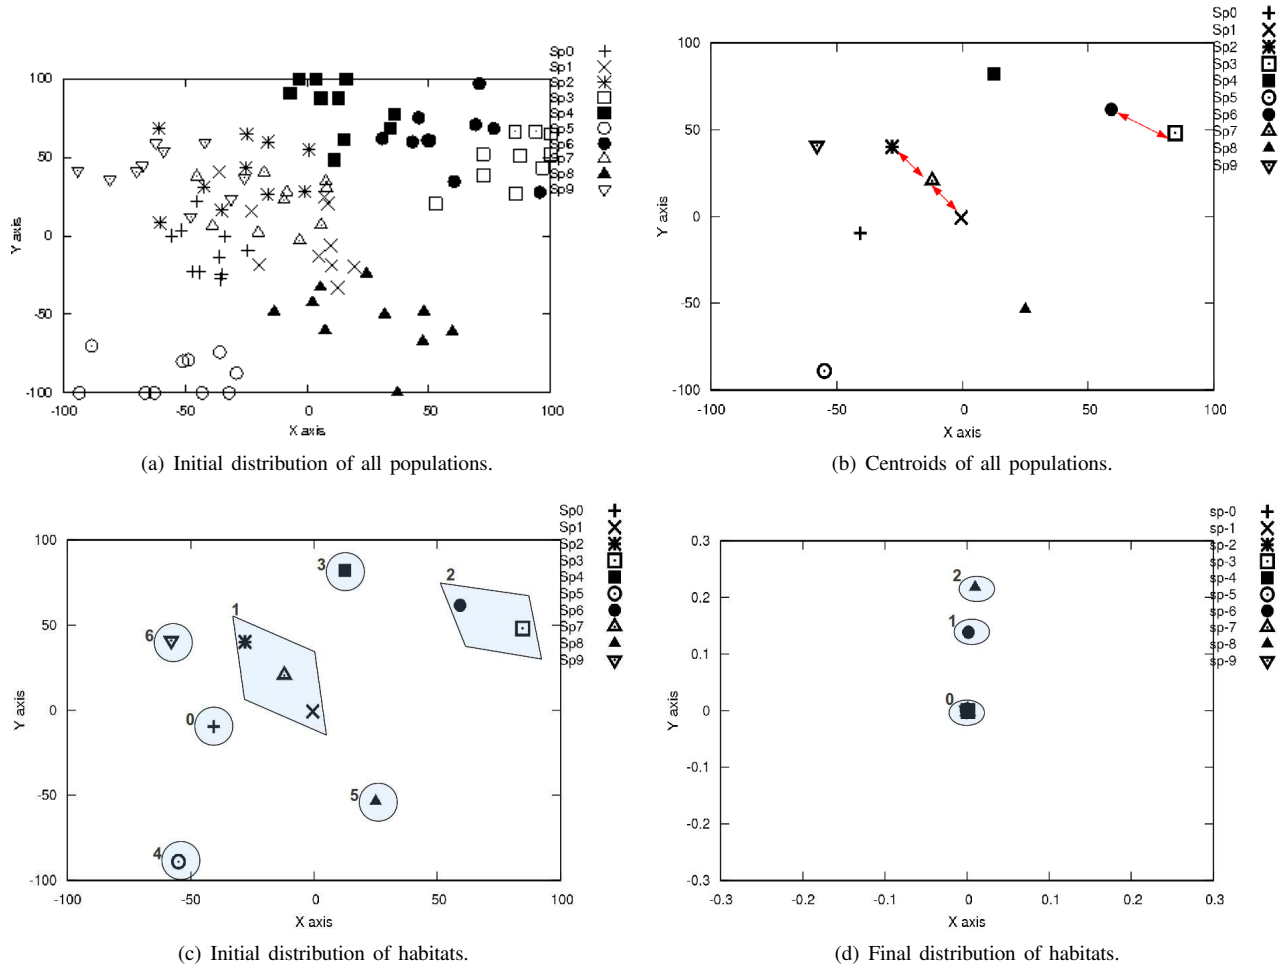 Sp0
Sp1
Sp2
Sp3
Sp4
Sp5
Sp6
Sp7
Sp8
Sp9
100
50
0
-50
-100
Y axis
-100
-50
0
50
100
X axis
(a) Initial distribution of all populations.
Sp0
Sp1
Sp2
Sp3
Sp4
Sp5
Sp6
Sp7
Sp8
Sp9
100
50
0
-50
-100
Y axis
-100
-50
0
50
100
X axis
(b) Centroids of all populations.
Sp0
Sp1
Sp2
Sp3
Sp4
Sp5
Sp6
Sp7
Sp8
Sp9
100
50
0
-50
-100
Y axis
3
2
1
6
0
5
4
-100
-50
0
50
100
X axis
(c) Initial distribution of habitats.
sp-0
sp-1
sp-2
sp-3
sp-4
sp-5
sp-6
sp-7
sp-8
sp-9
0.3
0.2
0.1
0
-0.1
-0.2
-0.3
Y axis
2
1
0
-0.3
-0.2
-0.1
0
0.1
0.2
0.3
X axis
(d) Final distribution of habitats.